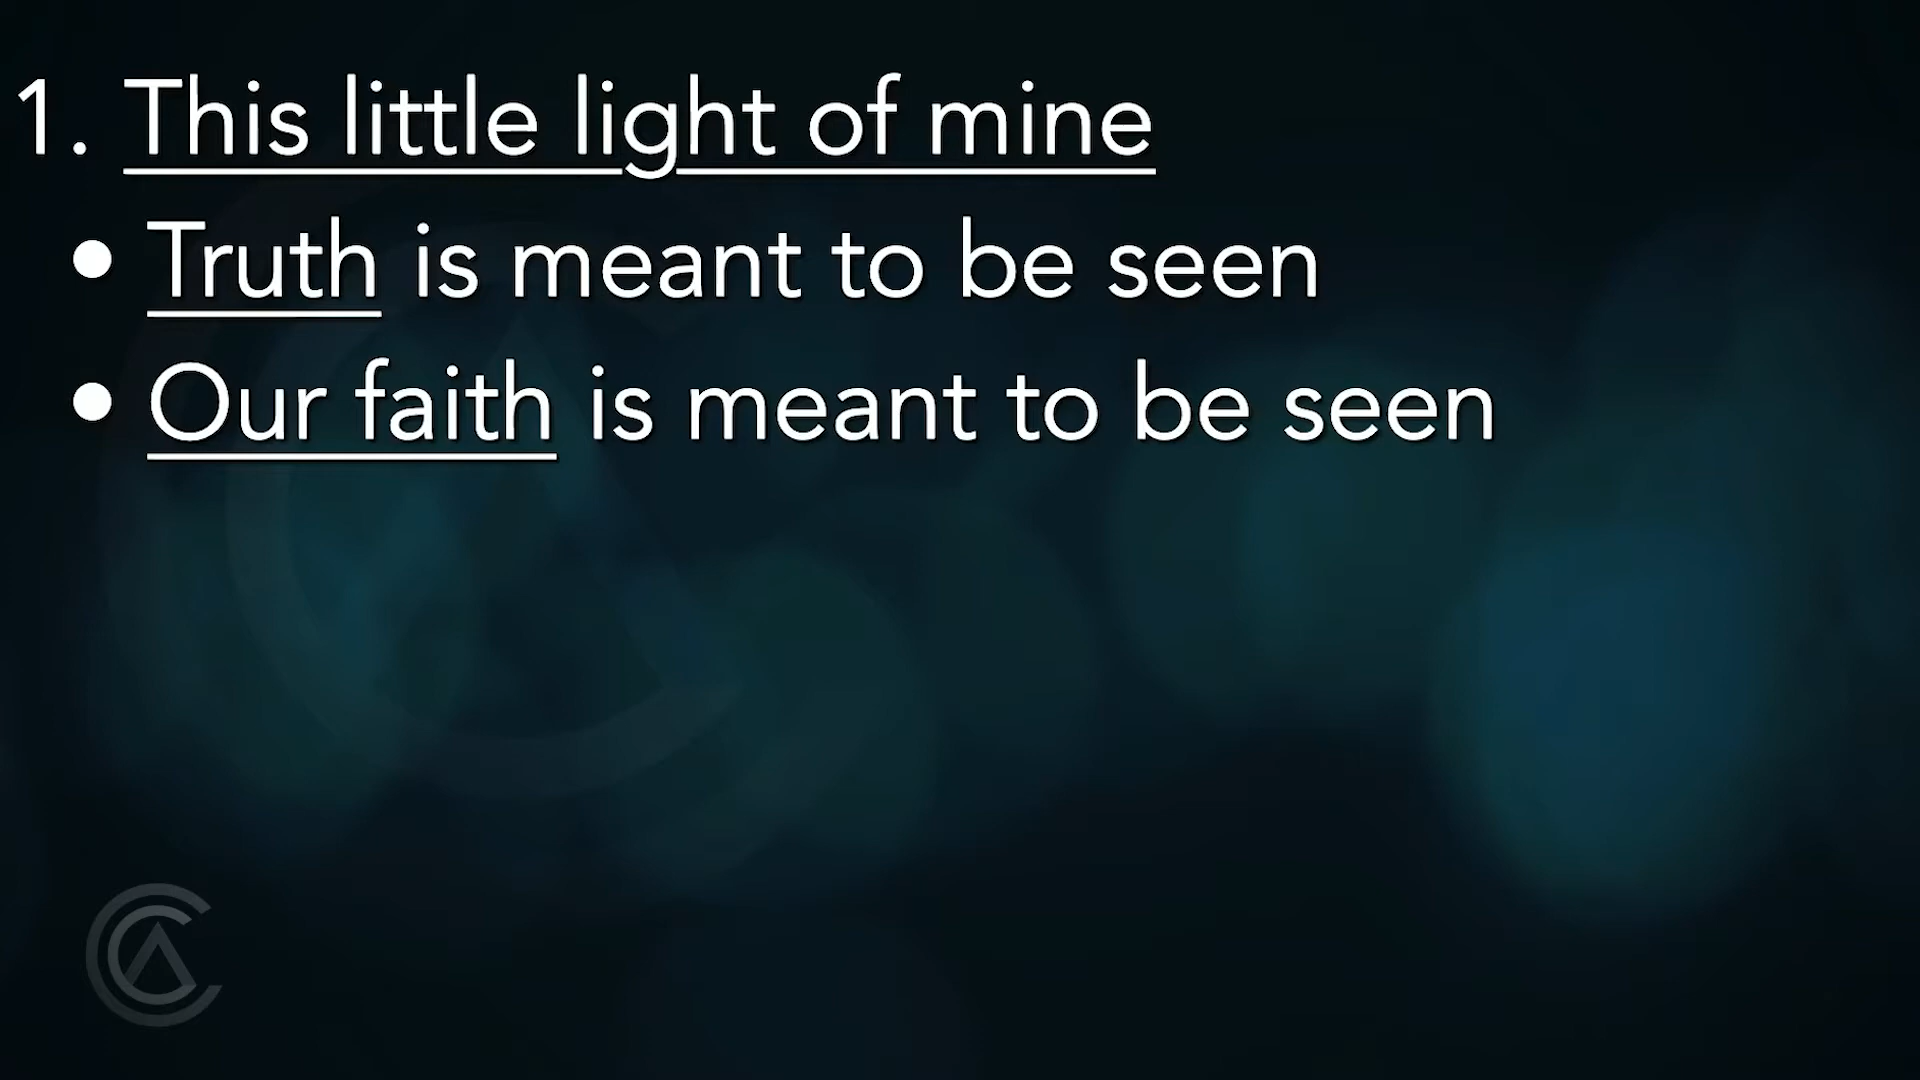 1. This little light of mine
• Truth is meant to be seen
• Our faith is meant to be seen